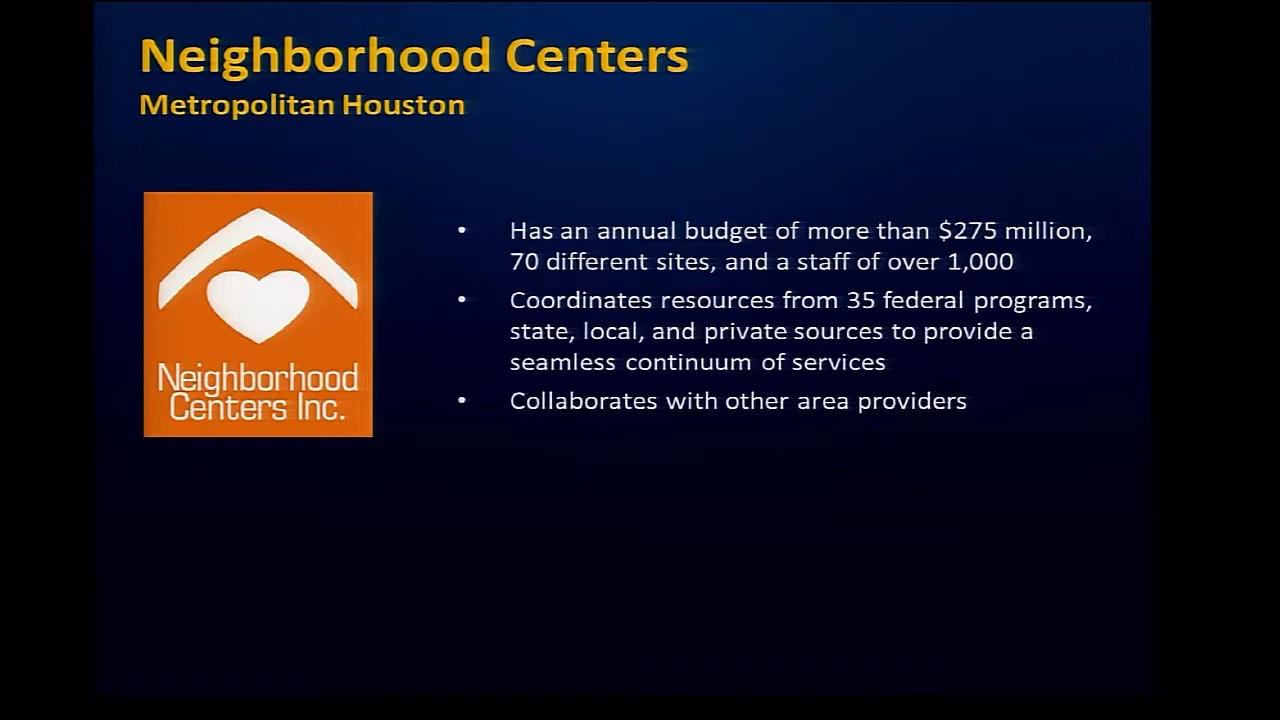 Neighborhood Centers
Metropolitan Houston
Neighborhood
Centers Inc.
• Has an annual budget of more than $275 million,
70 different sites, and a staff of over 1,000
• Coordinates resources from 35 federal programs,
state, local, and private sources to provide a
seamless continuum of services
• Collaborates with other area providers